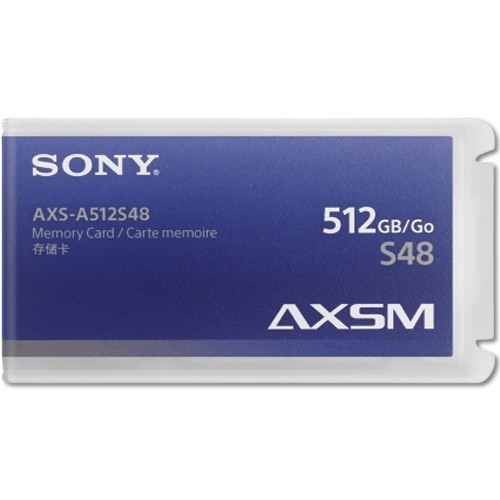 SONY®
AXS-A512S48
Memory Card / Carte memoire
存储卡
512GB/Go
S48
AXSM